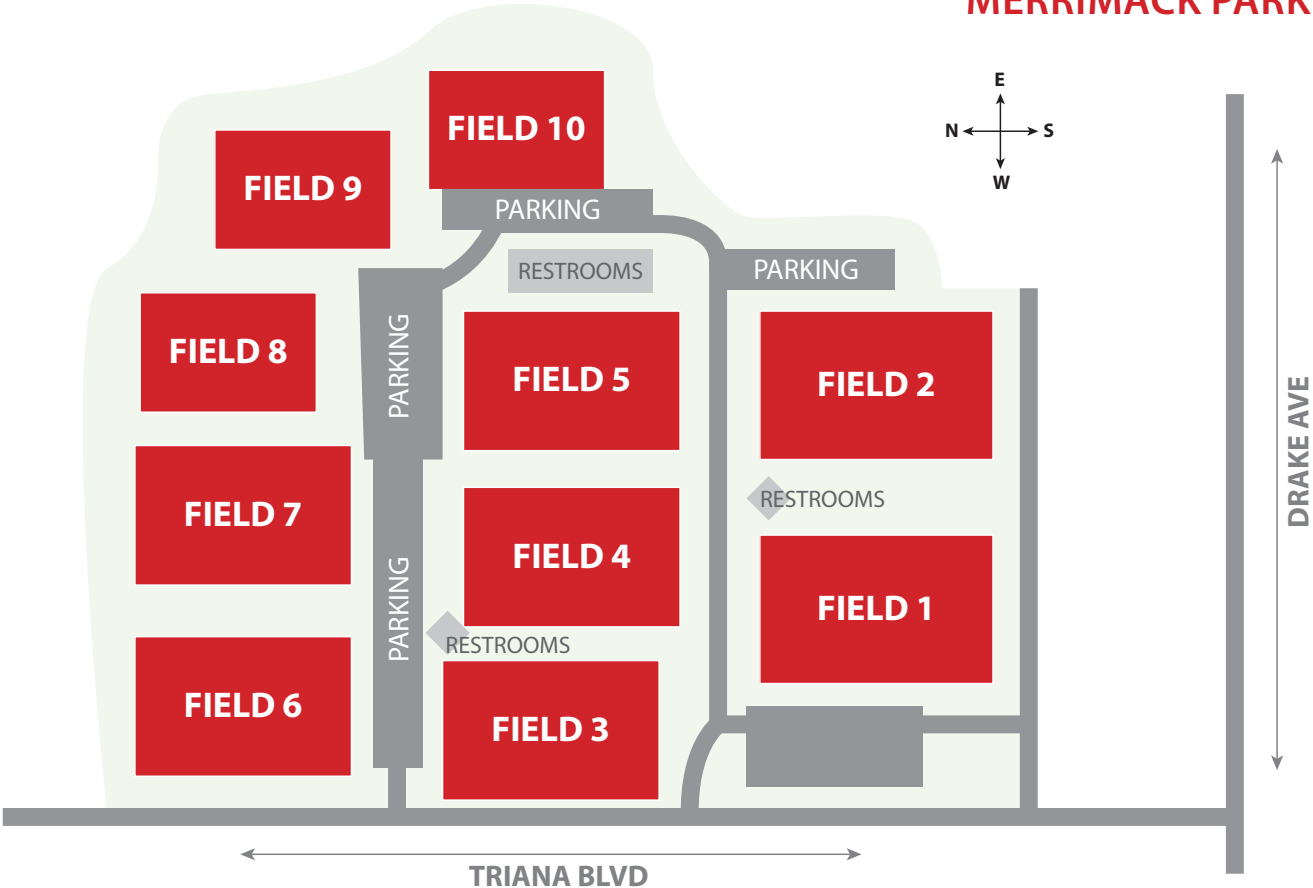 MERRIMACK PARK
E
N
S
W
FIELD 10
FIELD 9
PARKING
RESTROOMS
PARKING
FIELD 8
PARKING
FIELD 5
FIELD 2
FIELD 7
RESTROOMS
FIELD 4
PARKING
FIELD 1
RESTROOMS
FIELD 6
FIELD 3
DRAKE AVE
TRIANA BLVD